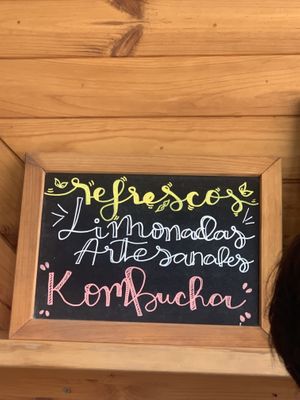 refrescos
Limonadas
Artesanales
KomBucha